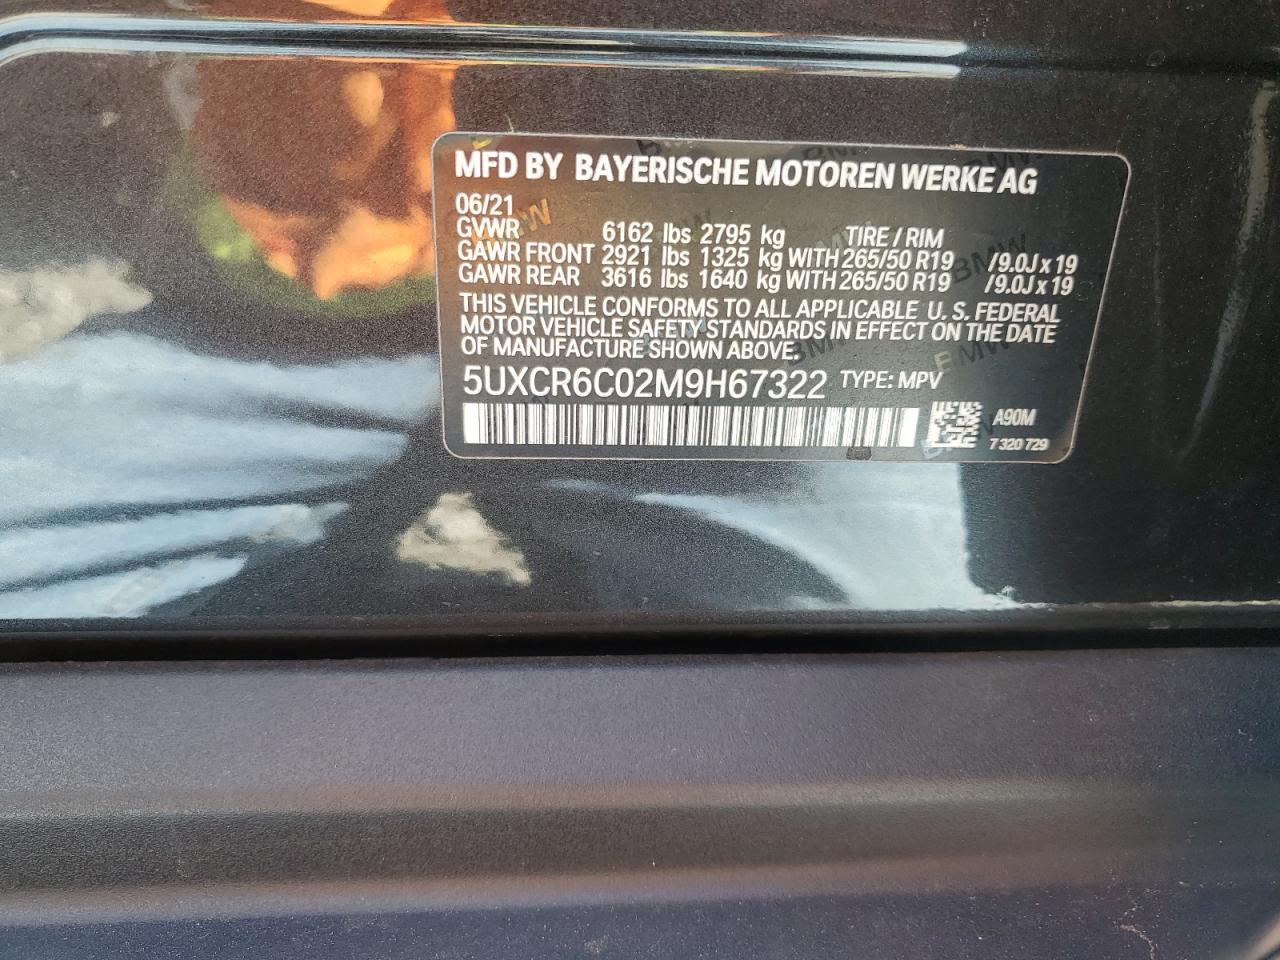 MFD BY BAYERISCHE MOTOREN WERKE AG
06/21
GVWR 6162 lbs 2795 kg TIRE / RIM
GAWR FRONT 2921 lbs 1325 kg WITH 265/50 R19 /9.0J x 19
GAWR REAR 3616 lbs 1640 kg WITH 265/50 R19 /9.0J x 19
THIS VEHICLE CONFORMS TO ALL APPLICABLE U. S. FEDERAL
MOTOR VEHICLE SAFETY STANDARDS IN EFFECT ON THE DATE
OF MANUFACTURE SHOWN ABOVE.
5UXCR6C02M9H67322 TYPE: MPV
A90M
7 320 729